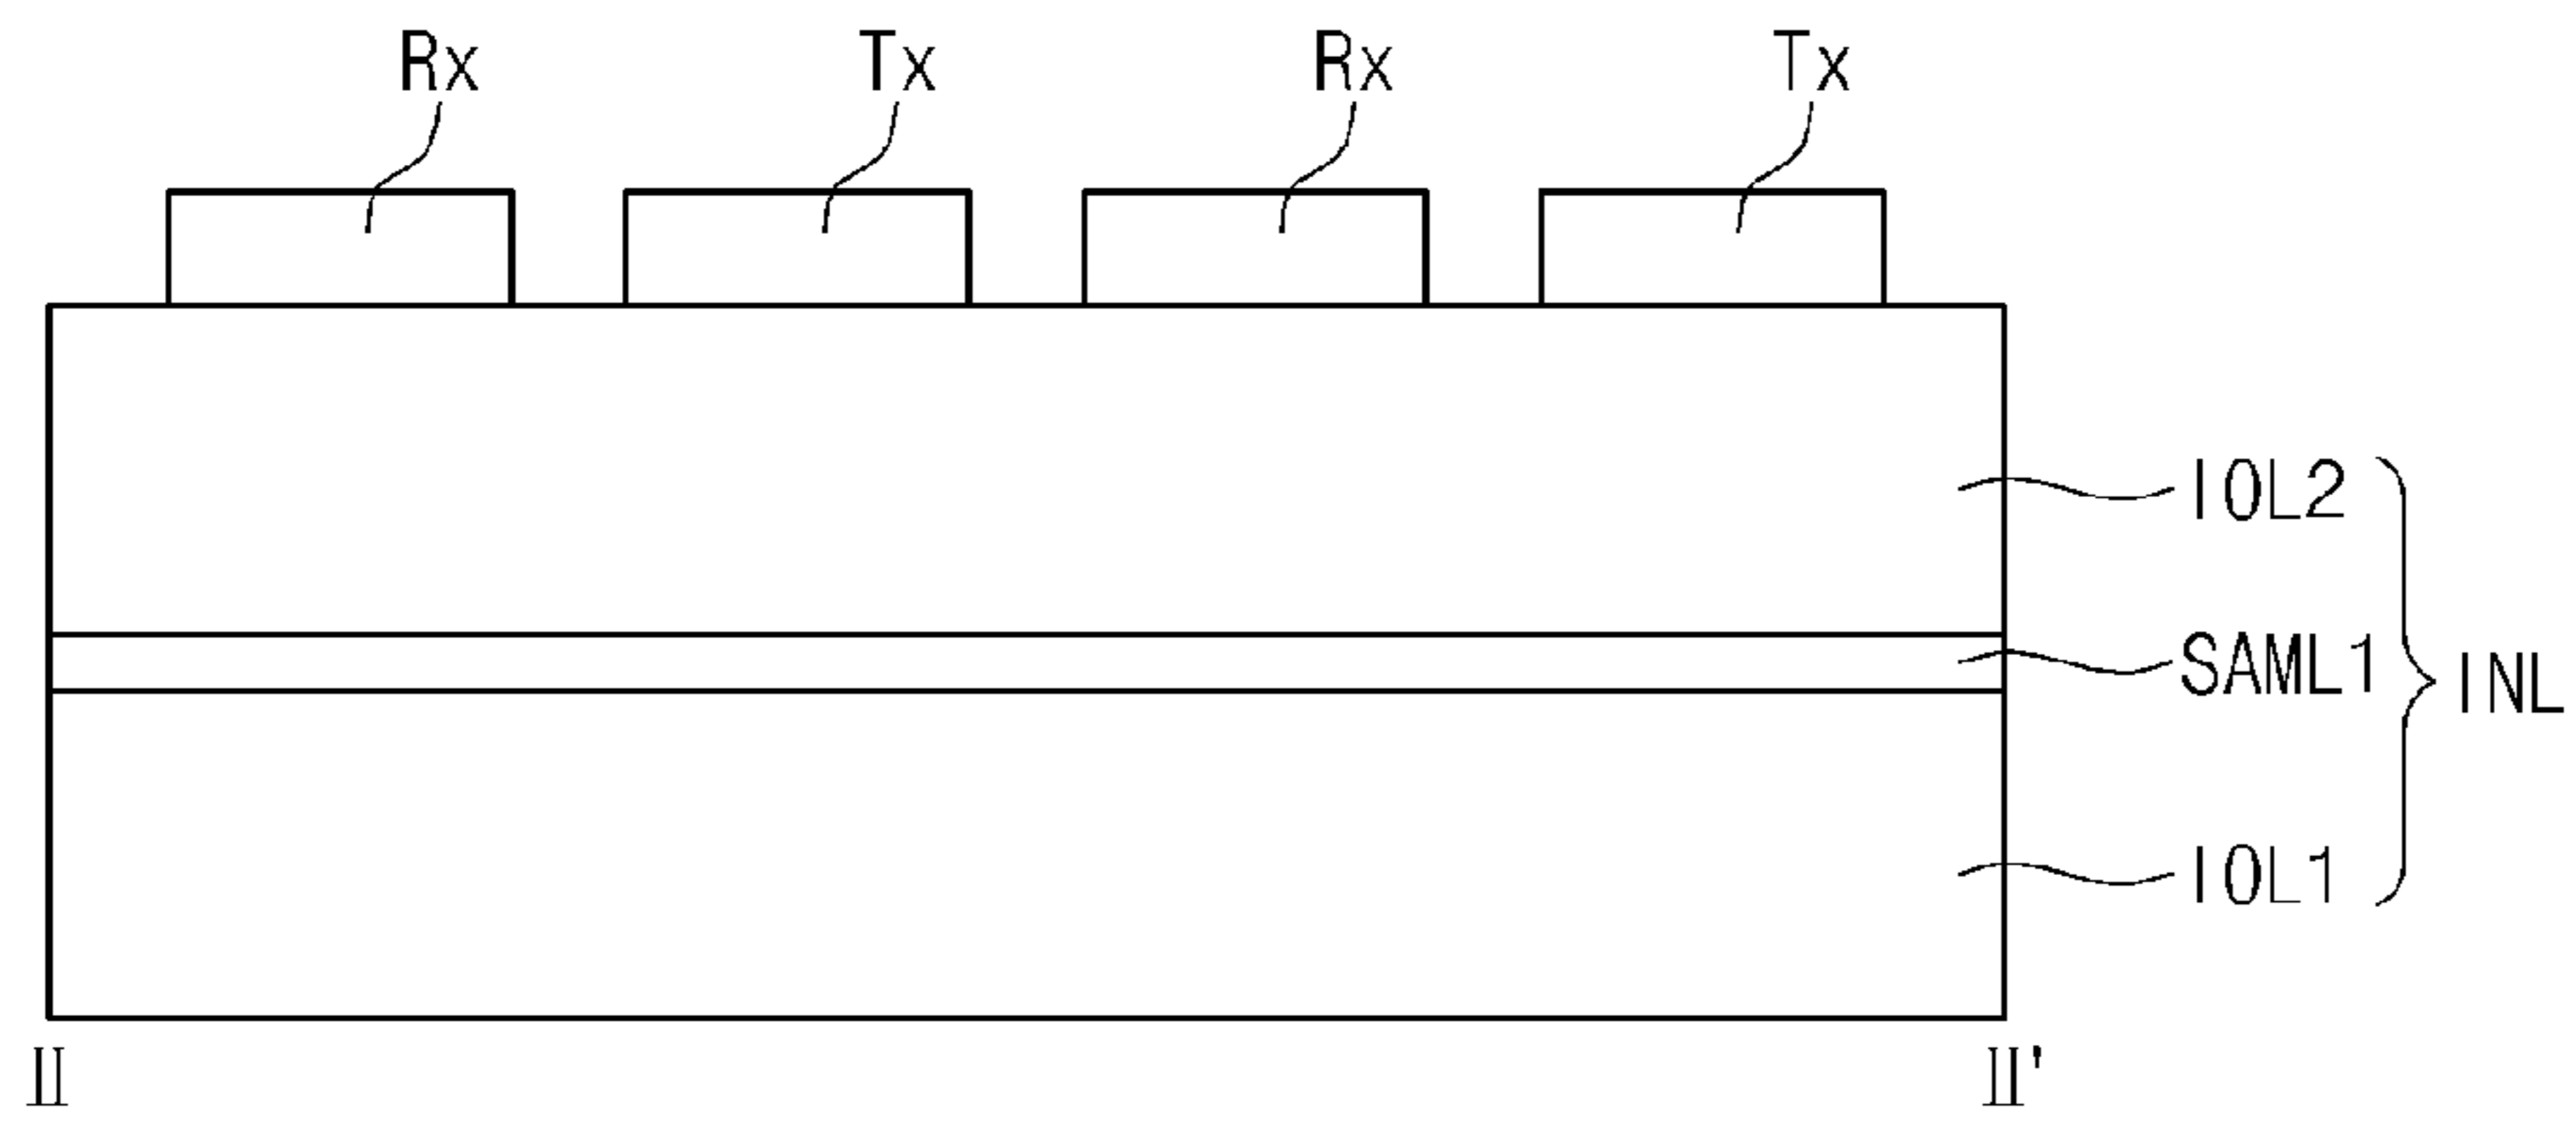 Rx Tx Rx Tx
IOL2
SAML1
INL
IOL1
II II'